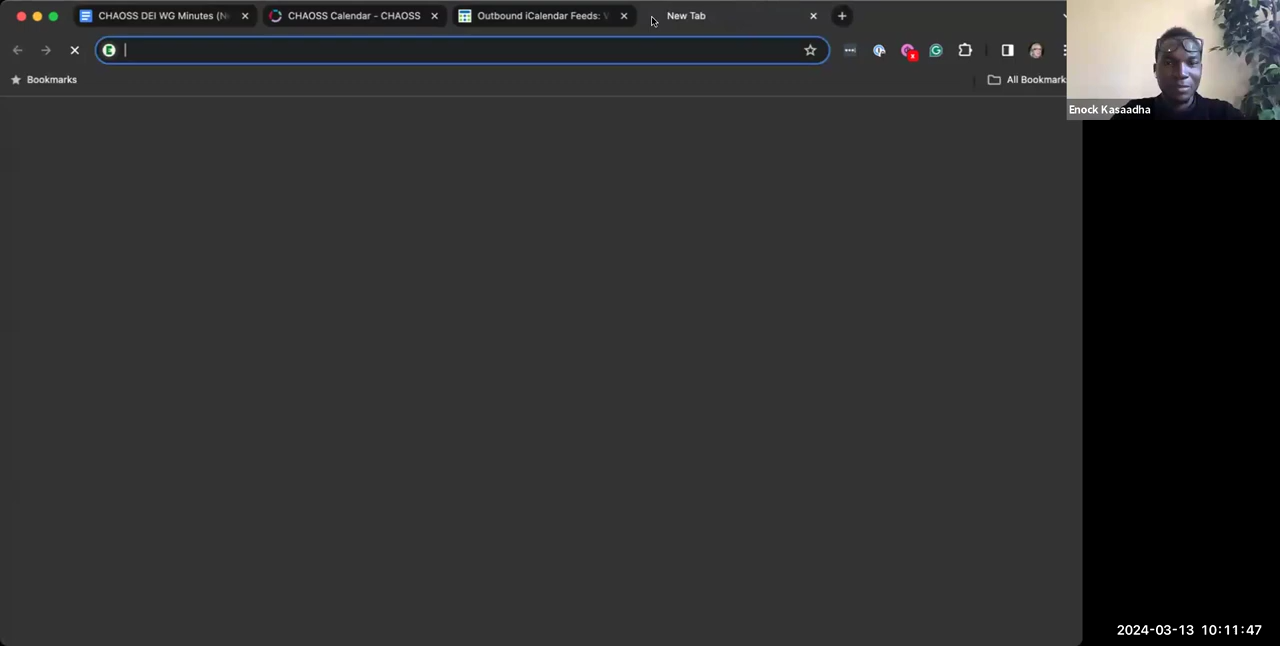 CHAOSS DEI WG Minutes (N
CHAOSS Calendar - CHAOSS
Outbound iCalendar Feeds: V
New Tab
Bookmarks
All Bookmark
Enock Kasaadha
2024-03-13 10:11:47